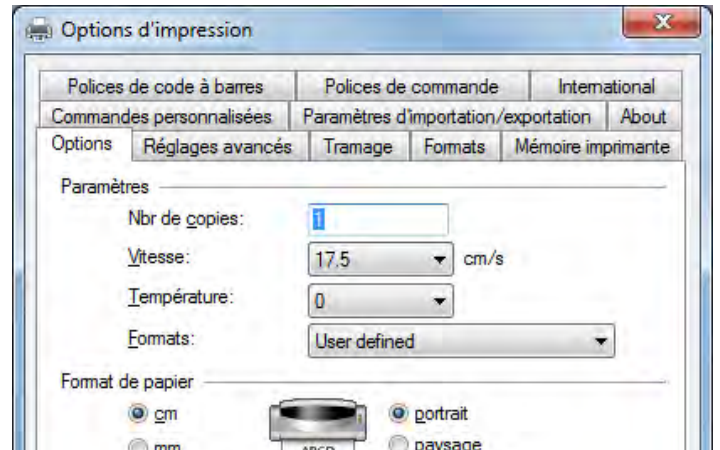 Options d'impression
Polices de code à barres Polices de commande International
Commandes personnalisées Paramètres d'importation/exportation About
Options Réglages avancés Tramage Formats Mémoire imprimante
Paramètres
Nbr de copies: 1
Vitesse: 17.5 cm/s
Température: 0
Formats: User defined
Format de papier
cm portrait
mm ABCD paysage